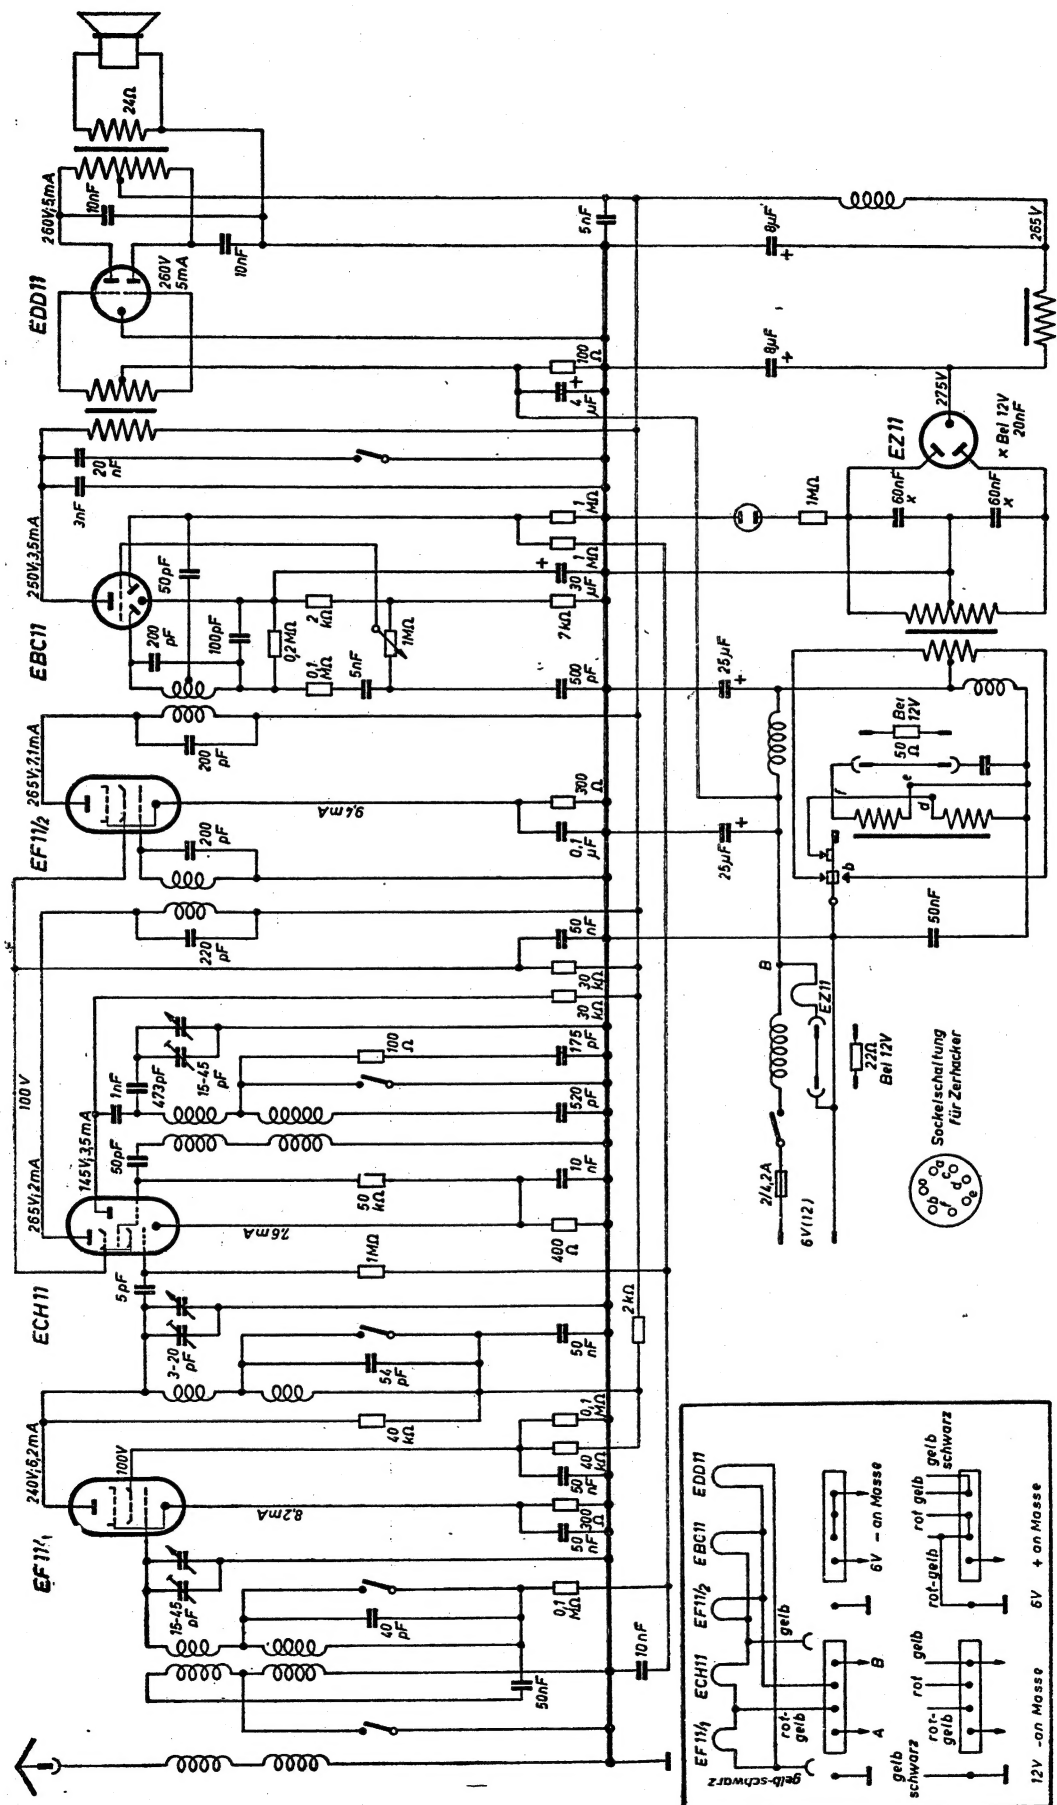 24Ω
260V;5mA
10nF
EDD11
260V
5mA
10nF
5nF
8µF
+
265V
100
Ω
4
µF
+
8µF
+
275V
EZ11
x Bei 12V
20nF
20
nF
3nF
250V;3,5mA
EBC11
50pF
200
pF
100pF
0,2MΩ
2
kΩ
0,1
MΩ
5nF
1MΩ
1
MΩ
1
MΩ
+
30
µF
7kΩ
500
pF
1MΩ
60nF
x
60nF
x
25µF
+
265V;7,1mA
EF11/2
200
pF
9,4mA
200
pF
300
Ω
0,1
µF
25µF
+
Bei
12V
50
Ω
f
e
d
b
50nF
220
pF
50
nF
30
kΩ
30
kΩ
100V
1nF
473pF
15-45
pF
100
Ω
175
pF
520
pF
B
EZ11
22Ω
Bei 12V
2/4,2A
6V(12)
Sockelschaltung
für Zerhacker
a
b
c
d
e
f
o
265V;2mA
145V;3,5mA
ECH11
50pF
7,6mA
50
kΩ
10
nF
400
Ω
1MΩ
5pF
3-20
pF
54
pF
50
nF
2kΩ
240V;6,2mA
EF11/1
100V
40
kΩ
0,1
MΩ
40
kΩ
50
nF
300
Ω
50
nF
8,2mA
15-45
pF
40
pF
0,1
MΩ
50nF
10nF
EF11/1
ECH11
EF11/2
EBC11
EDD11
gelb-schwarz
rot-
gelb
gelb
A
B
6V - an Masse
gelb
schwarz
rot-
gelb
rot
gelb
12V -an Masse
rot-gelb
rot
gelb
gelb
schwarz
6V + an Masse